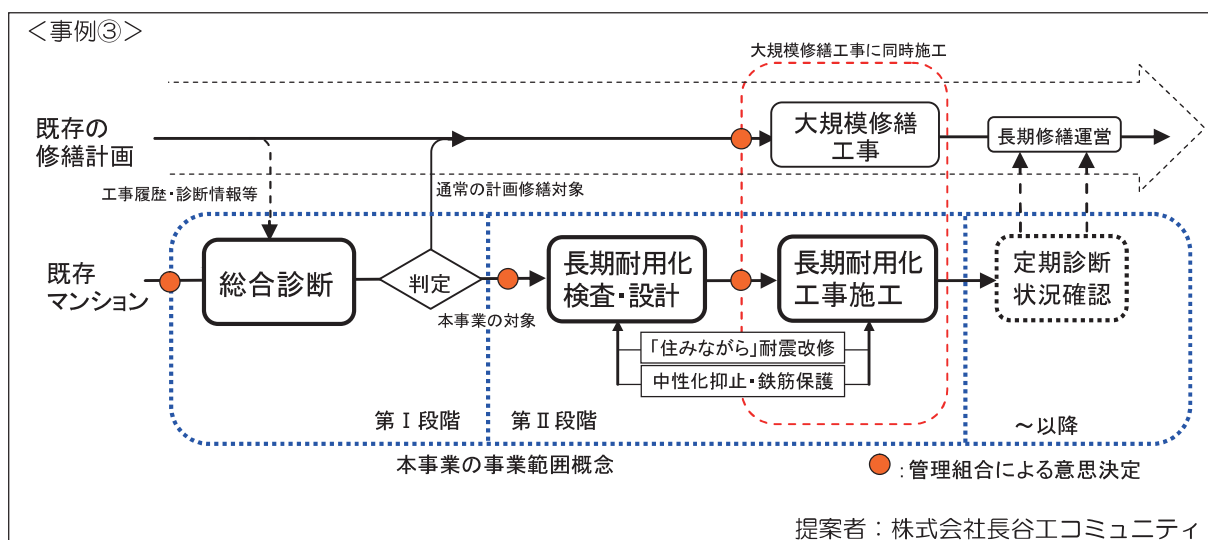 ＜事例③＞
大規模修繕工事に同時施工
既存の
修繕計画
大規模修繕
工事
長期修繕運営
工事履歴・診断情報等
通常の計画修繕対象
既存
マンション
総合診断
判定
本事業の対象
長期耐用化
検査・設計
長期耐用化
工事施工
定期診断
状況確認
「住みながら」耐震改修
中性化抑止・鉄筋保護
第Ⅰ段階
第Ⅱ段階
～以降
本事業の事業範囲概念
：管理組合による意思決定
提案者：株式会社長谷工コミュニティ